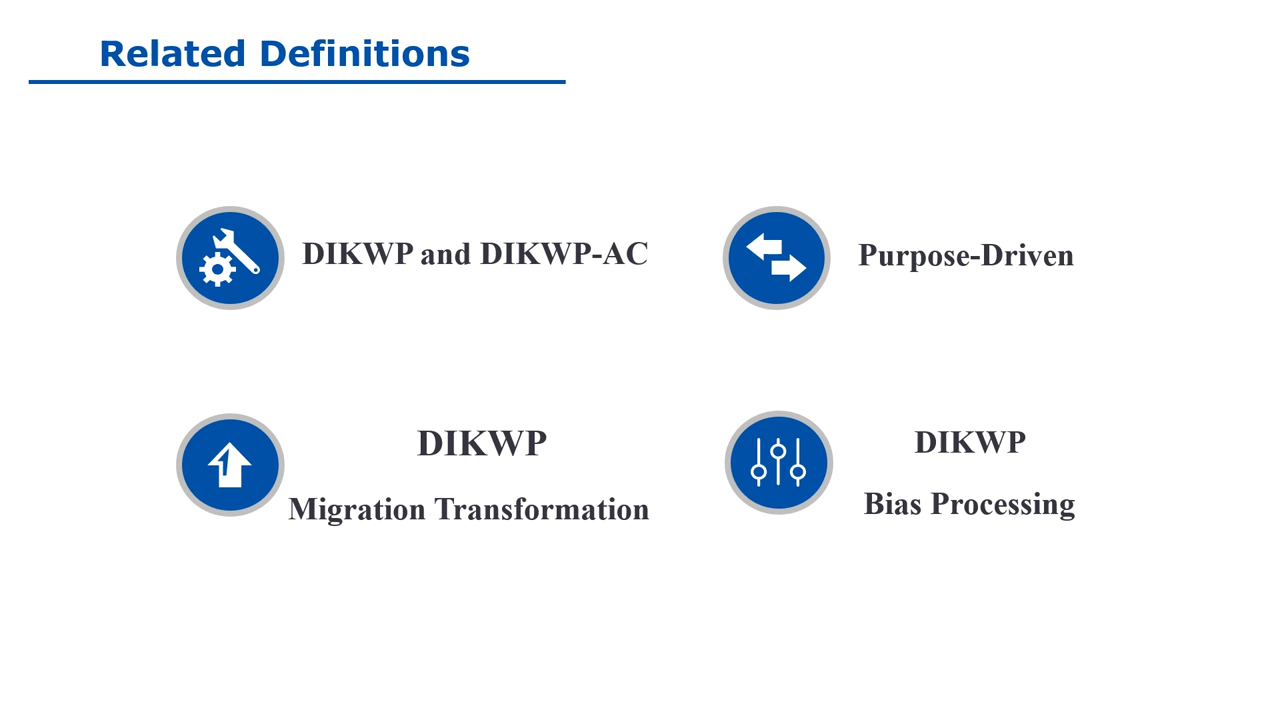 Related Definitions
DIKWP and DIKWP-AC
Purpose-Driven
DIKWP
Migration Transformation
DIKWP
Bias Processing